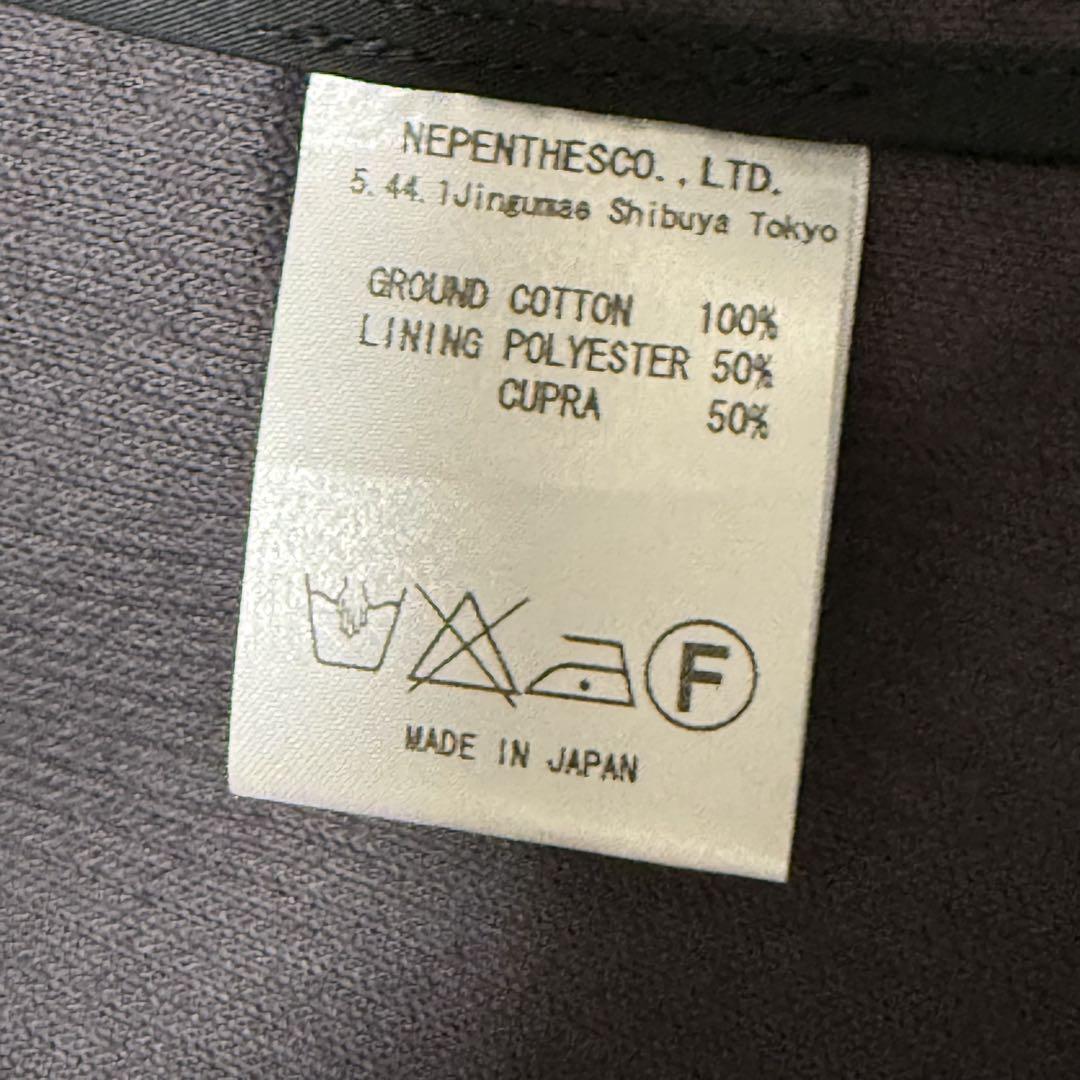 NEPENTHESCO., LTD.
5.44.1Jingumae Shibuya Tokyo
GROUND COTTON 100%
LINING POLYESTER 50%
CUPRA 50%
F
MADE IN JAPAN